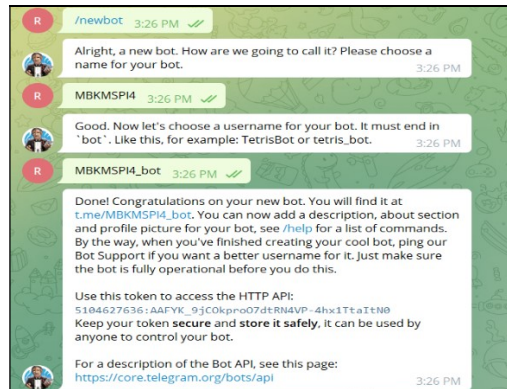 R /newbot 3:26 PM
Alright, a new bot. How are we going to call it? Please choose a
name for your bot. 3:26 PM
R MBKMSPI4 3:26 PM
Good. Now let's choose a username for your bot. It must end in
`bot`. Like this, for example: TetrisBot or tetris_bot. 3:26 PM
R MBKMSPI4_bot 3:26 PM
Done! Congratulations on your new bot. You will find it at
t.me/MBKMSPI4_bot. You can now add a description, about section
and profile picture for your bot, see /help for a list of commands.
By the way, when you've finished creating your cool bot, ping our
Bot Support if you want a better username for it. Just make sure
the bot is fully operational before you do this.
Use this token to access the HTTP API:
Keep your token secure and store it safely, it can be used by
anyone to control your bot.
For a description of the Bot API, see this page:
https://core.telegram.org/bots/api 3:26 PM